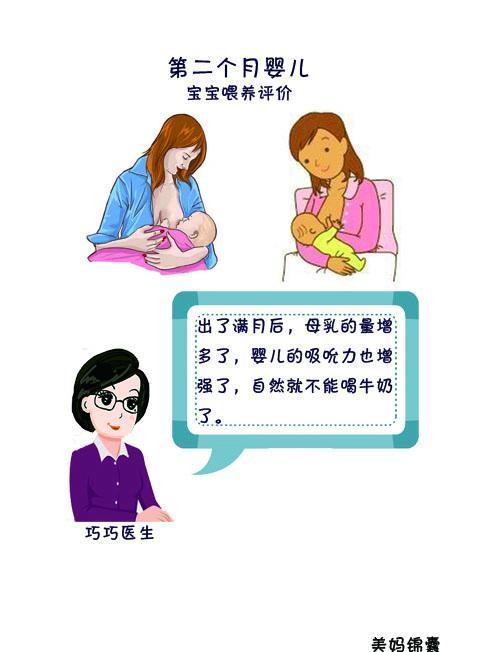 第二个月婴儿
宝宝喂养评价
出了满月后，母乳的量增
多了，婴儿的吸吮力也增
强了，自然就不能喝牛奶
了。
巧巧医生
美妈锦囊